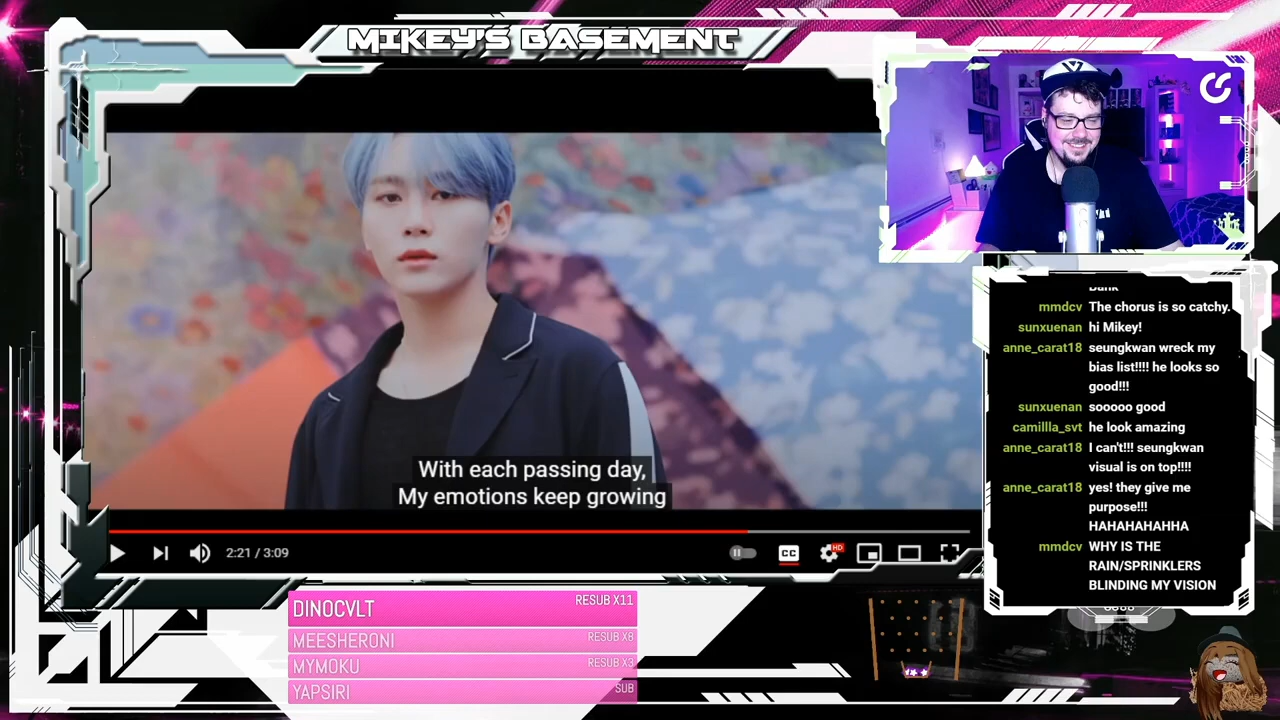 MIKEY'S BASEMENT
With each passing day,
My emotions keep growing
2:21 / 3:09
CC
HD
mmdcv The chorus is so catchy.
sunxuenan hi Mikey!
anne_carat18 seungkwan wreck my
bias list!!!! he looks so
good!!!
sunxuenan sooooo good
camillla_svt he look amazing
anne_carat18 I can't!!! seungkwan
visual is on top!!!!
anne_carat18 yes! they give me
purpose!!!
HAHAHAHAHHA
mmdcv WHY IS THE
RAIN/SPRINKLERS
BLINDING MY VISION
DINOCVLT RESUB X11
MEESHERONI RESUB X8
MYMOKU RESUB X3
YAPSIRI SUB